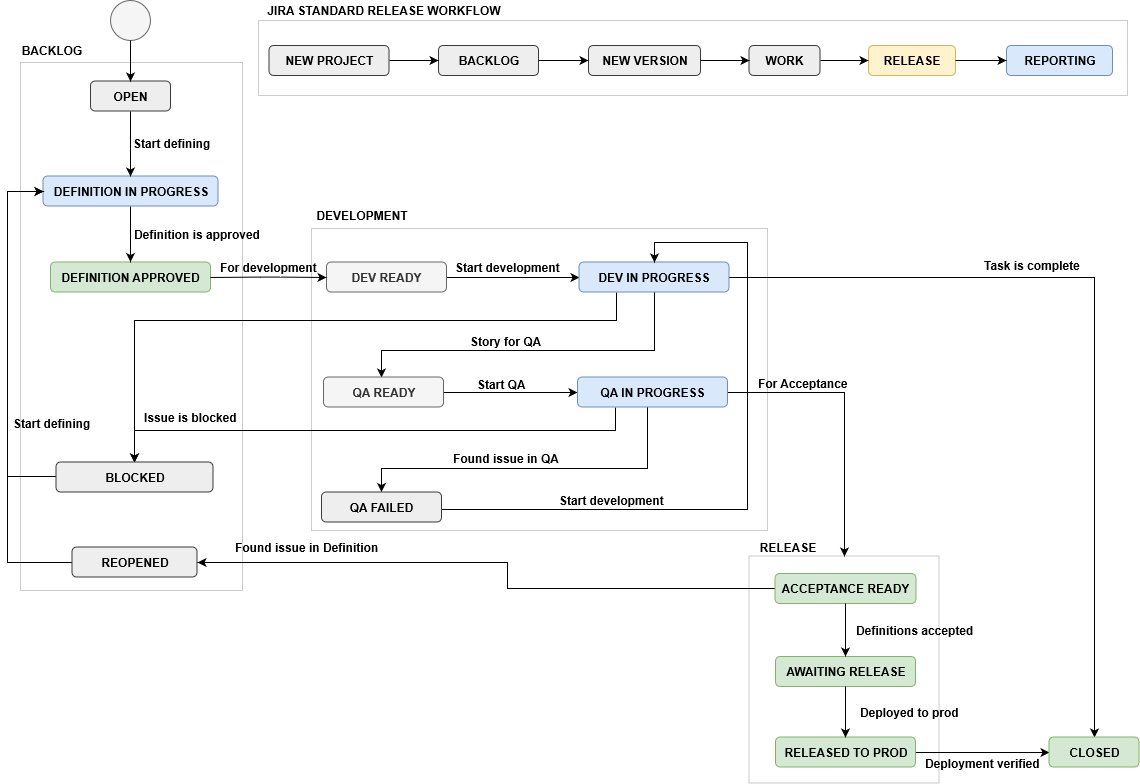 JIRA STANDARD RELEASE WORKFLOW
NEW PROJECT
BACKLOG
NEW VERSION
WORK
RELEASE
REPORTING
BACKLOG
OPEN
Start defining
DEFINITION IN PROGRESS
Definition is approved
DEFINITION APPROVED
For development
DEVELOPMENT
DEV READY
Start development
DEV IN PROGRESS
Task is complete
Story for QA
QA READY
Start QA
QA IN PROGRESS
For Acceptance
Issue is blocked
Start defining
BLOCKED
Found issue in QA
QA FAILED
Start development
REOPENED
Found issue in Definition
RELEASE
ACCEPTANCE READY
Definitions accepted
AWAITING RELEASE
Deployed to prod
RELEASED TO PROD
Deployment verified
CLOSED